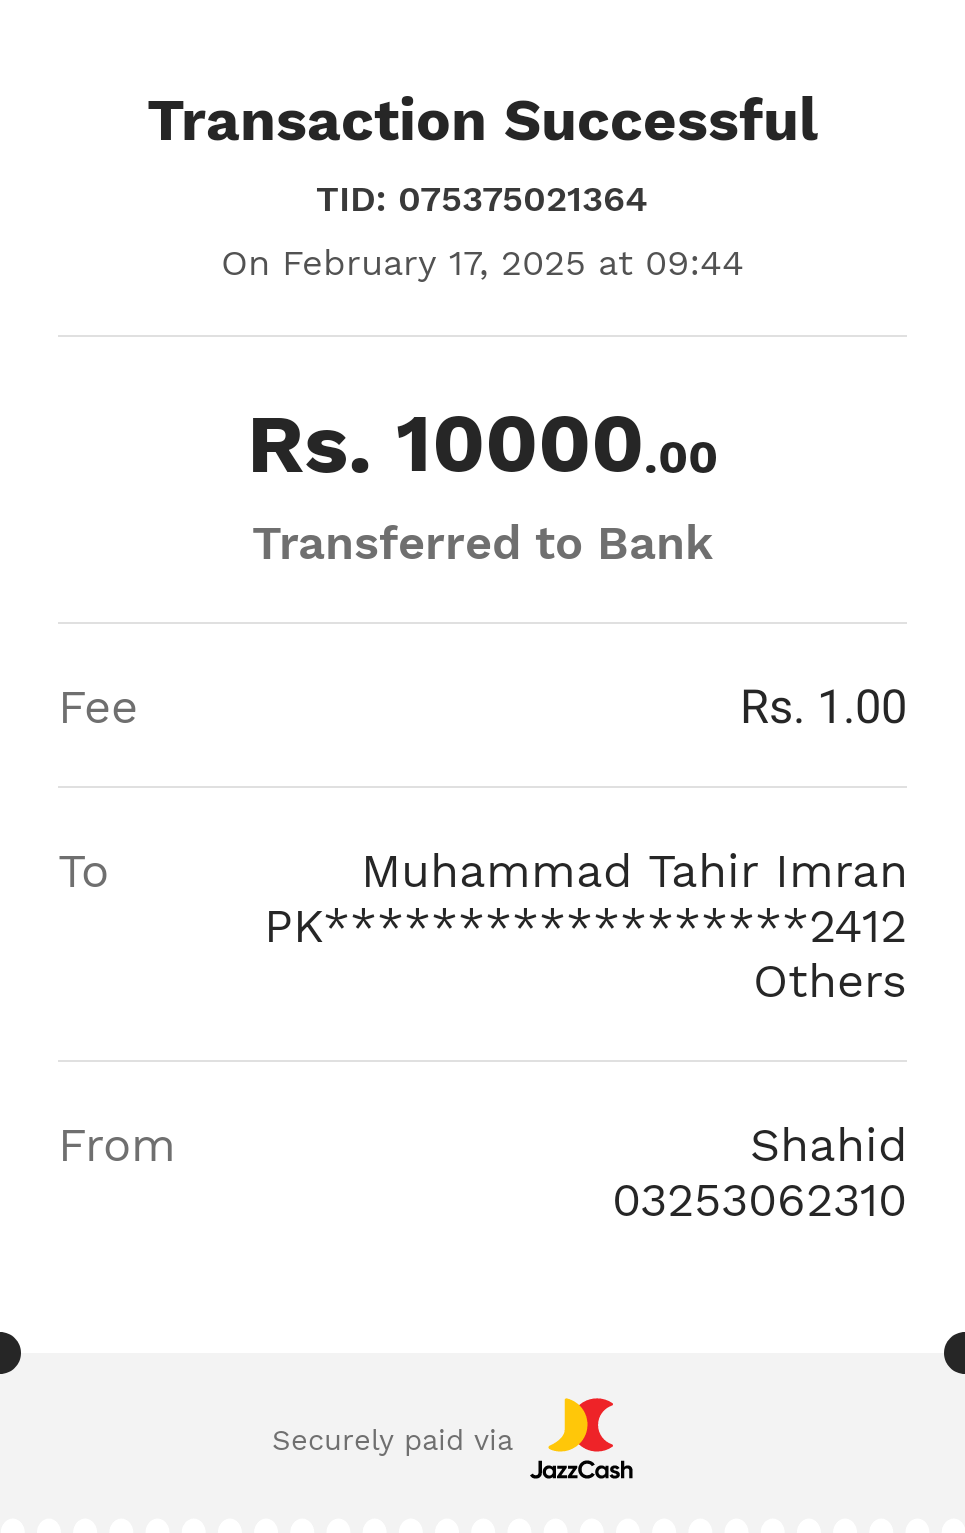 Transaction Successful
TID: 075375021364
On February 17, 2025 at 09:44
Rs. 10000.00
Transferred to Bank
Fee Rs. 1.00
To Muhammad Tahir Imran
PK******************2412
Others
From Shahid
03253062310
Securely paid via JazzCash